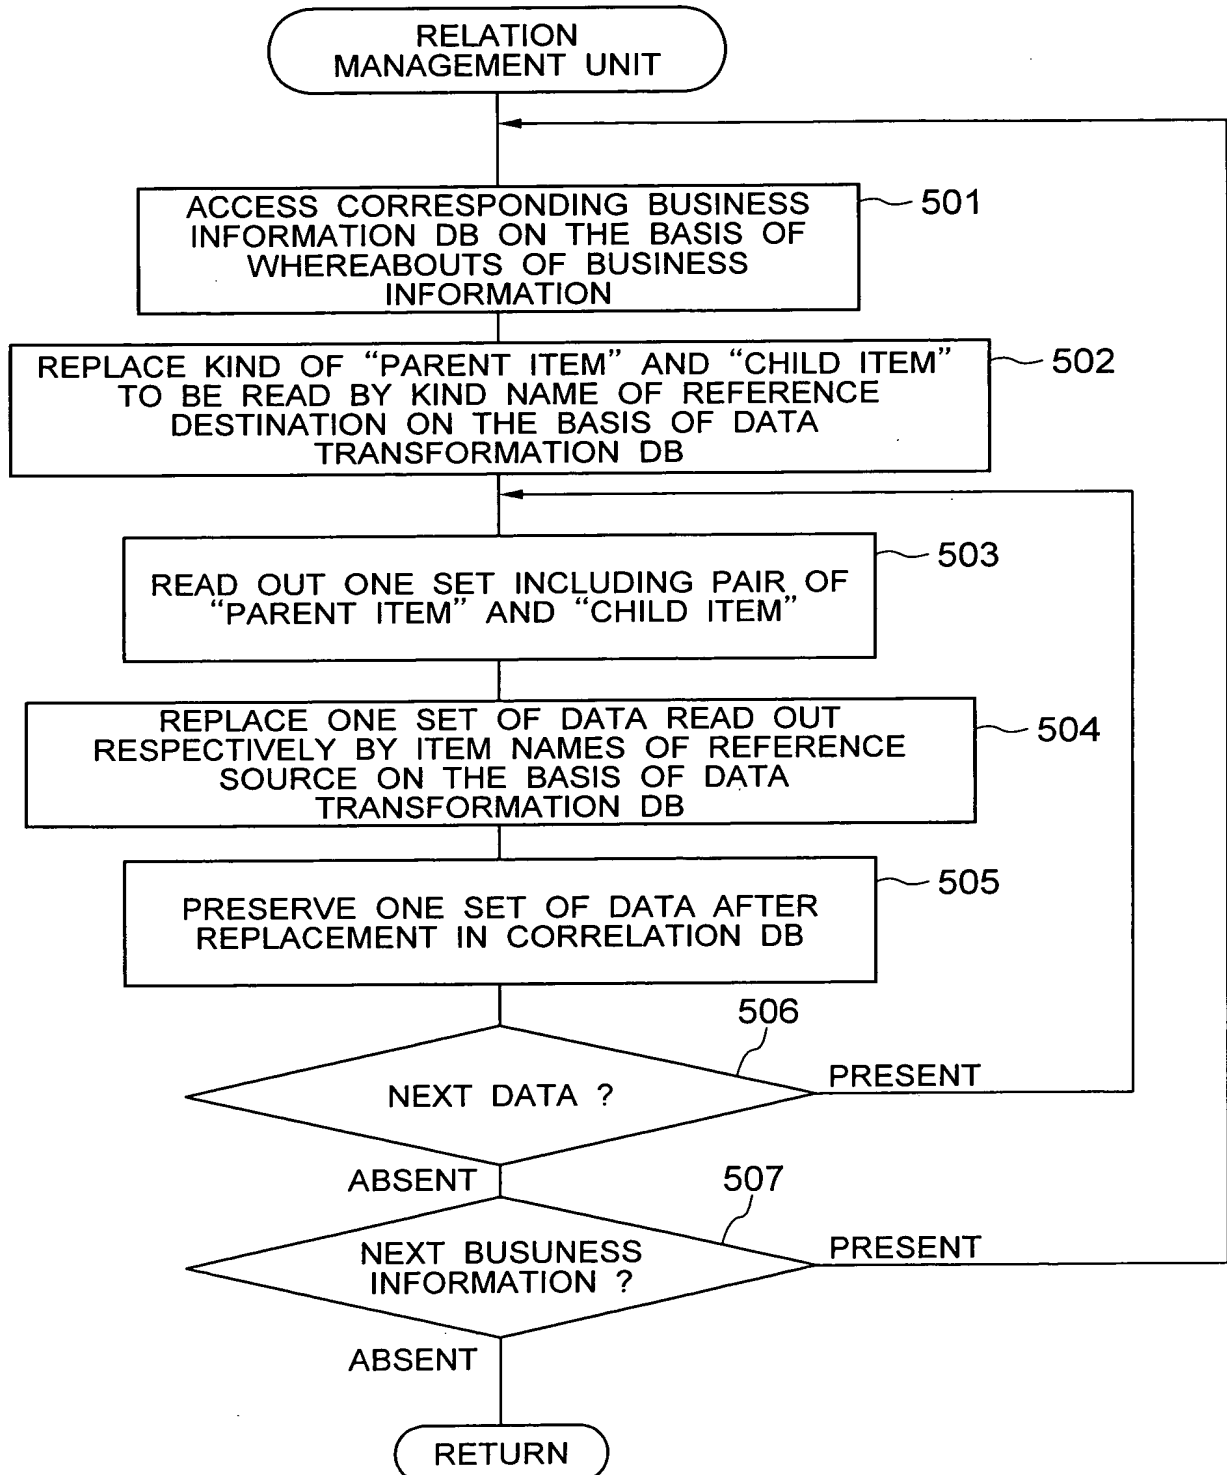 RELATION
MANAGEMENT UNIT
ACCESS CORRESPONDING BUSINESS
INFORMATION DB ON THE BASIS OF
WHEREABOUTS OF BUSINESS
INFORMATION
501
REPLACE KIND OF “PARENT ITEM” AND “CHILD ITEM”
TO BE READ BY KIND NAME OF REFERENCE
DESTINATION ON THE BASIS OF DATA
TRANSFORMATION DB
502
READ OUT ONE SET INCLUDING PAIR OF
“PARENT ITEM” AND “CHILD ITEM”
503
REPLACE ONE SET OF DATA READ OUT
RESPECTIVELY BY ITEM NAMES OF REFERENCE
SOURCE ON THE BASIS OF DATA
TRANSFORMATION DB
504
PRESERVE ONE SET OF DATA AFTER
REPLACEMENT IN CORRELATION DB
505
506
NEXT DATA ?
PRESENT
ABSENT
507
NEXT BUSUNESS
INFORMATION ?
PRESENT
ABSENT
RETURN